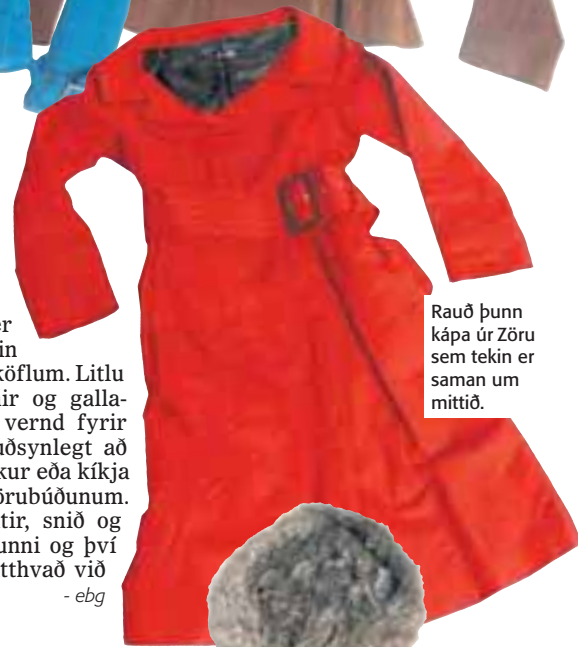 er
in
köflum. Litlu
ir og galla-
vernd fyrir
uðsynlegt að
kur eða kíkja
örubúðunum.
tir, snið og
unni og því
tthvað við
- ebg
Rauð þunn
kápa úr Zöru
sem tekin er
saman um
mittið.